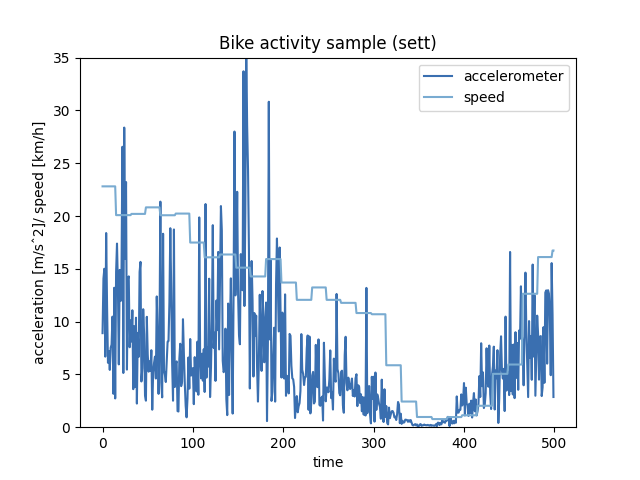 Bike activity sample (sett)
accelerometer
speed
acceleration [m/s^2]/ speed [km/h]
35
30
25
20
15
10
5
0
0 100 200 300 400 500
time